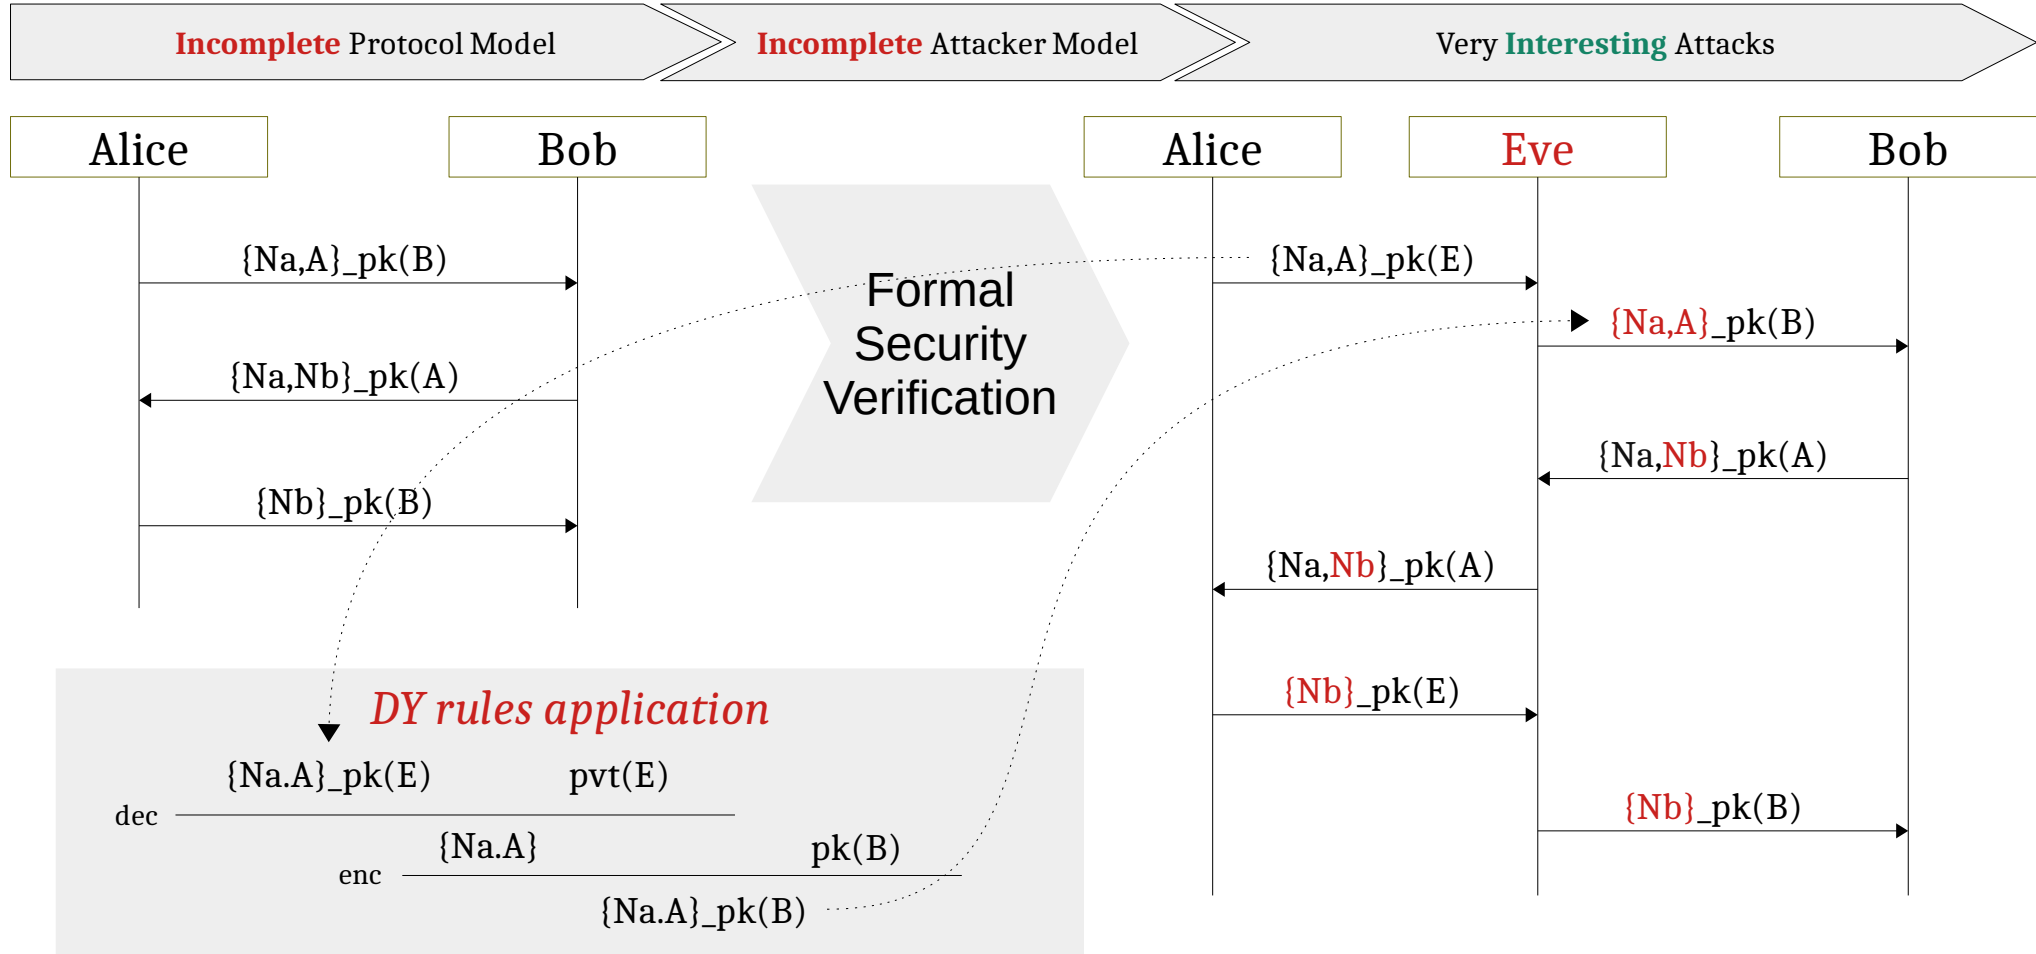 Incomplete Protocol Model
Incomplete Attacker Model
Very Interesting Attacks
Alice
Bob
{Na,A}_pk(B)
{Na,Nb}_pk(A)
{Nb}_pk(B)
Formal
Security
Verification
Alice
Eve
Bob
{Na,A}_pk(E)
{Na,A}_pk(B)
{Na,Nb}_pk(A)
{Na,Nb}_pk(A)
{Nb}_pk(E)
{Nb}_pk(B)
DY rules application
{Na.A}_pk(E)
pvt(E)
dec
{Na.A}
pk(B)
enc
{Na.A}_pk(B)